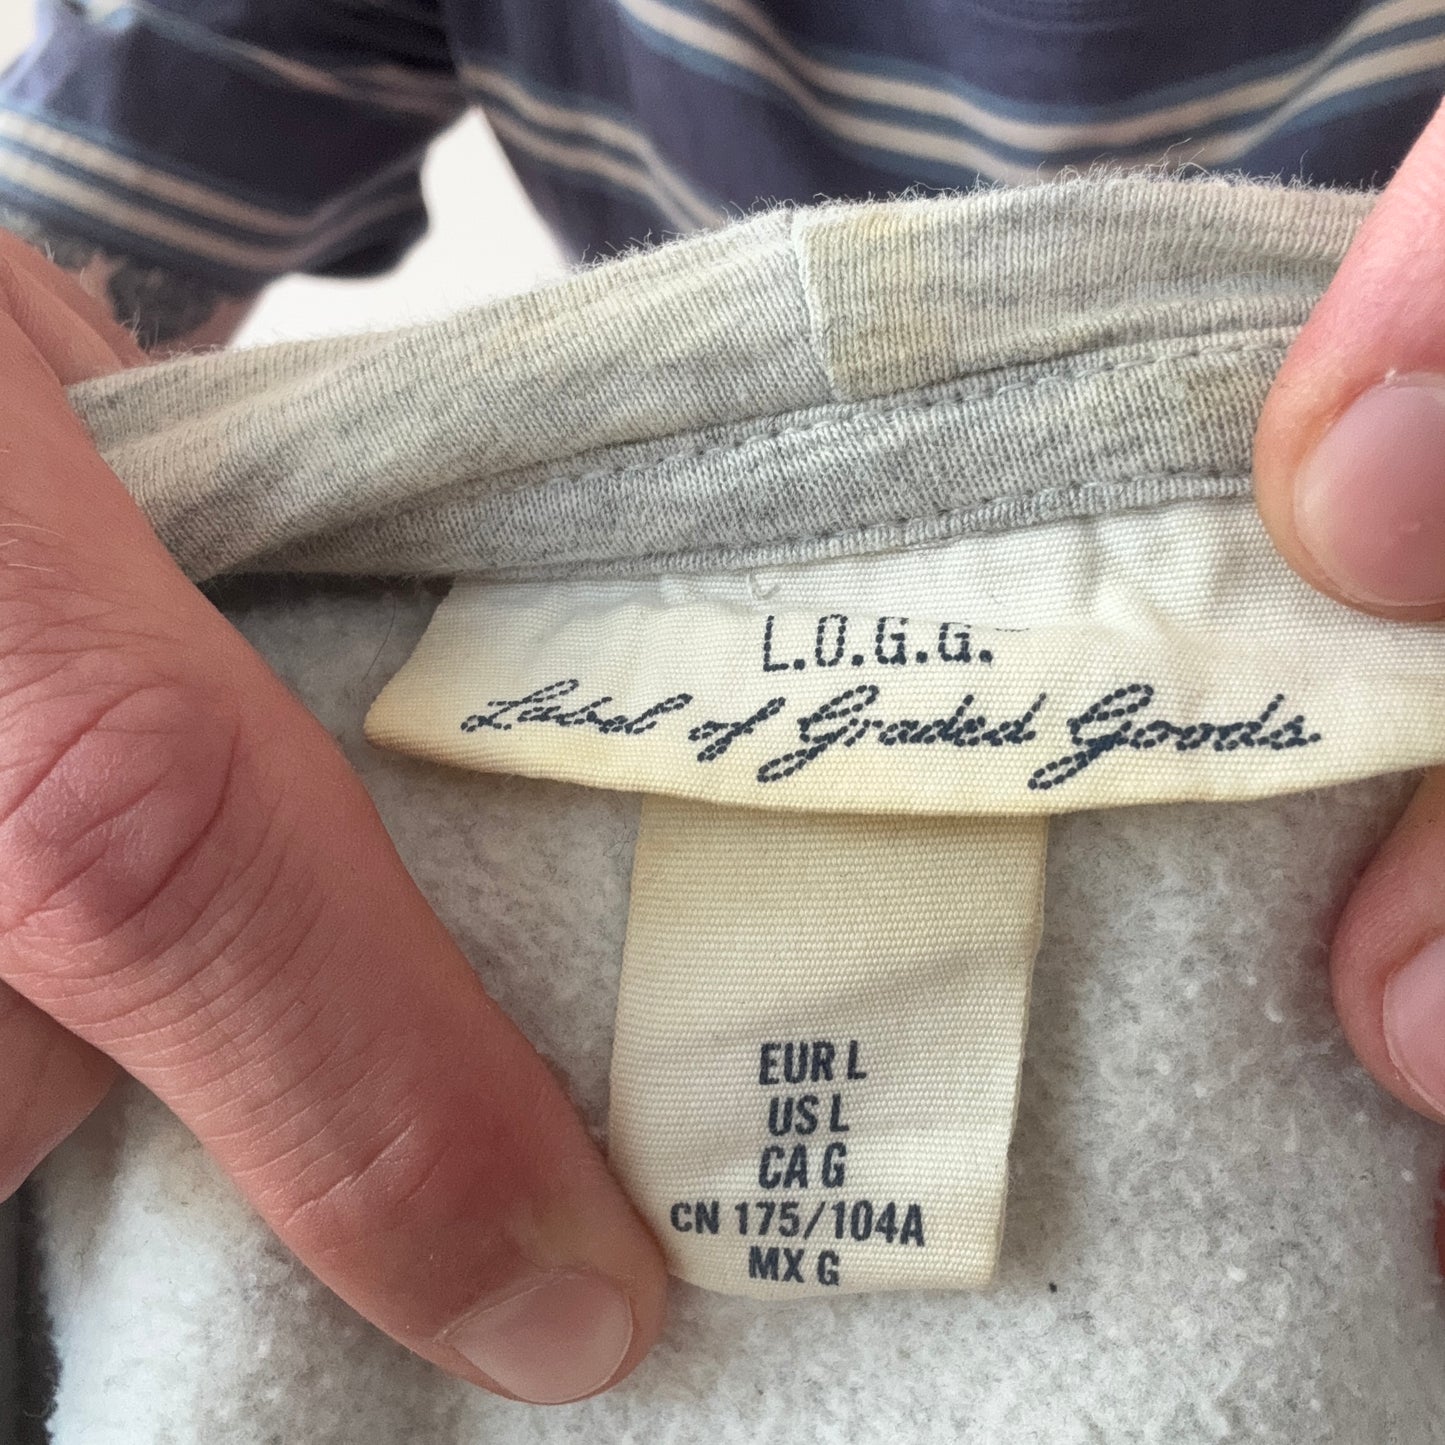 L.O.G.G.
Label of Graded Goods.
EUR L
US L
CA G
CN 175/104A
MX G